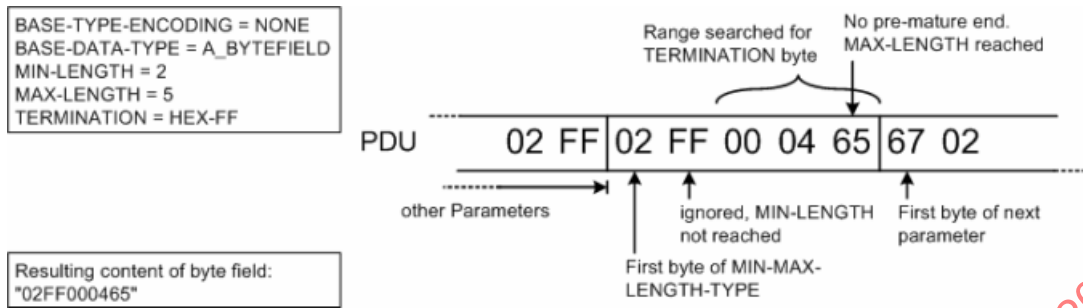 BASE-TYPE-ENCODING = NONE
BASE-DATA-TYPE = A_BYTEFIELD
MIN-LENGTH = 2
MAX-LENGTH = 5
TERMINATION = HEX-FF
Range searched for
TERMINATION byte
No pre-mature end.
MAX-LENGTH reached
PDU
02 FF 02 FF 00 04 65 67 02
other Parameters
ignored, MIN-LENGTH
not reached
First byte of next
parameter
First byte of MIN-MAX-
LENGTH-TYPE
Resulting content of byte field:
"02FF000465"